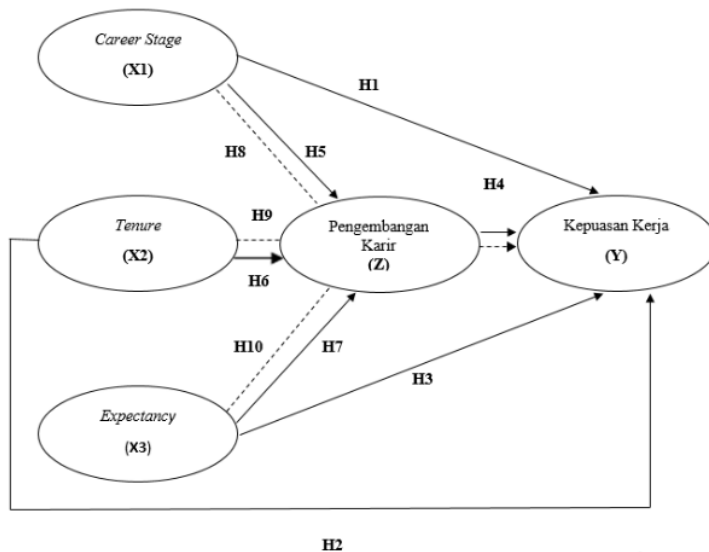 Career Stage
(X1)
H1
H8
H5
H4
Tenure
(X2)
H9
H6
Pengembangan
Karir
(Z)
Kepuasan Kerja
(Y)
H10
H7
H3
Expectancy
(X3)
H2